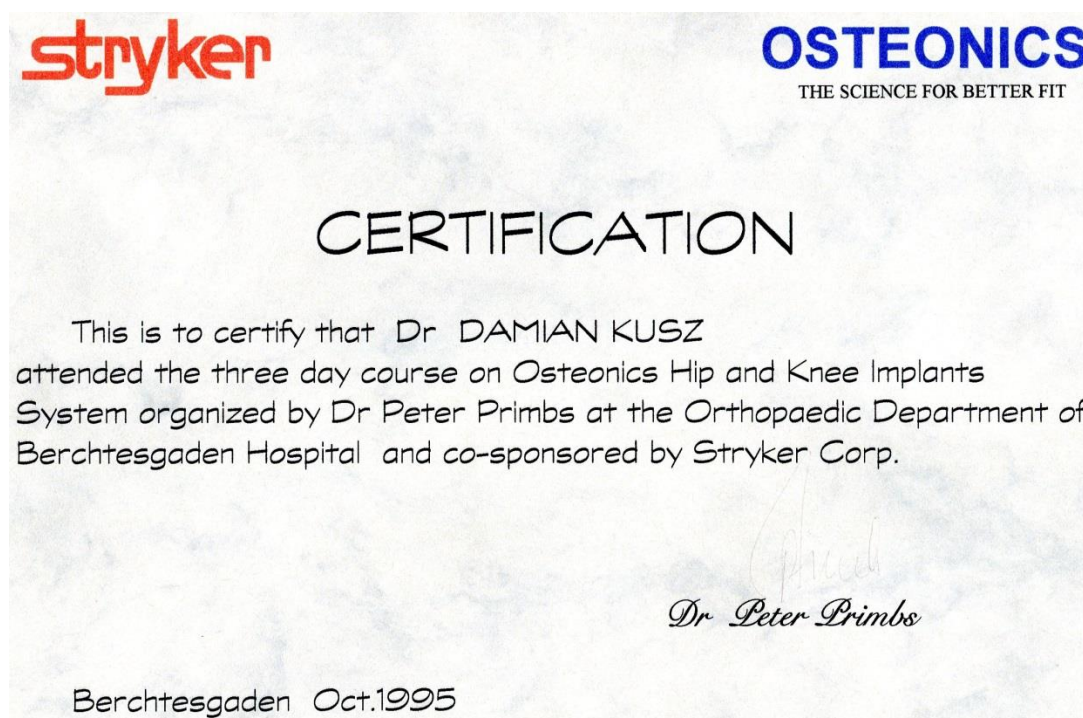 stryker
OSTEONICS
THE SCIENCE FOR BETTER FIT
CERTIFICATION
This is to certify that Dr DAMIAN KUSZ
attended the three day course on Osteonics Hip and Knee Implants
System organized by Dr Peter Primbs at the Orthopaedic Department of
Berchtesgaden Hospital and co-sponsored by Stryker Corp.
Dr Peter Primbs
Berchtesgaden Oct.1995